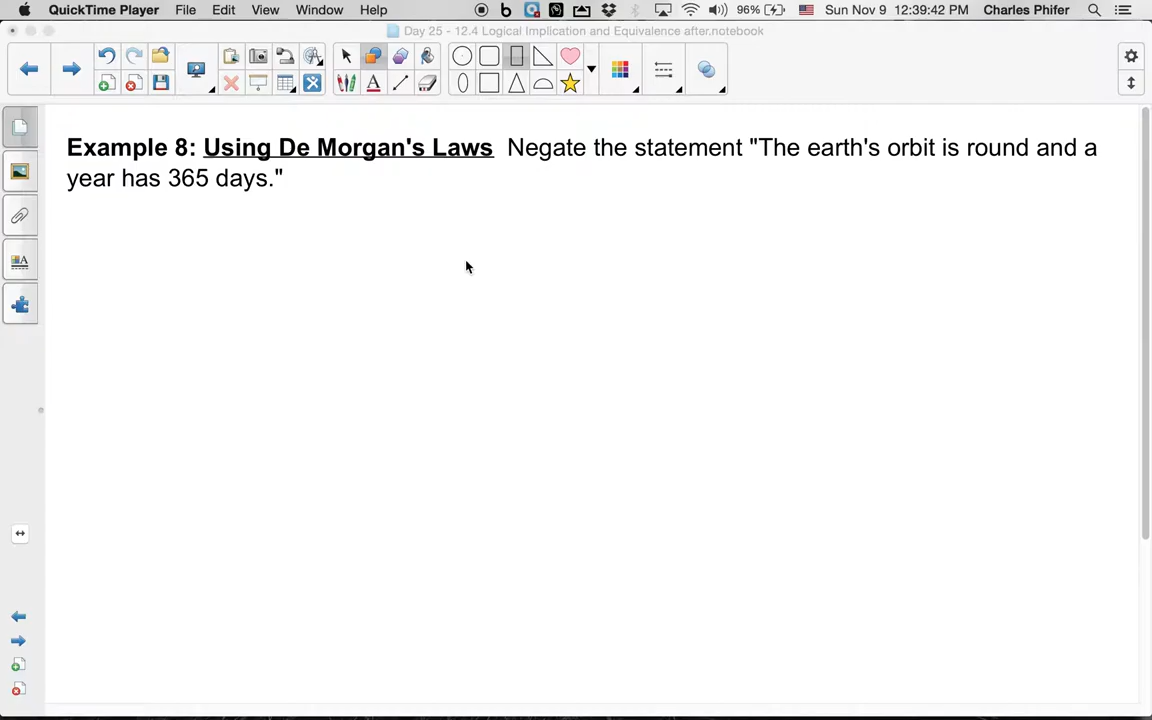 QuickTime Player File Edit View Window Help 96% Sun Nov 9 12:39:42 PM Charles Phifer
Day 25 - 12.4 Logical Implication and Equivalence after.notebook
Example 8: Using De Morgan's Laws Negate the statement "The earth's orbit is round and a
year has 365 days."